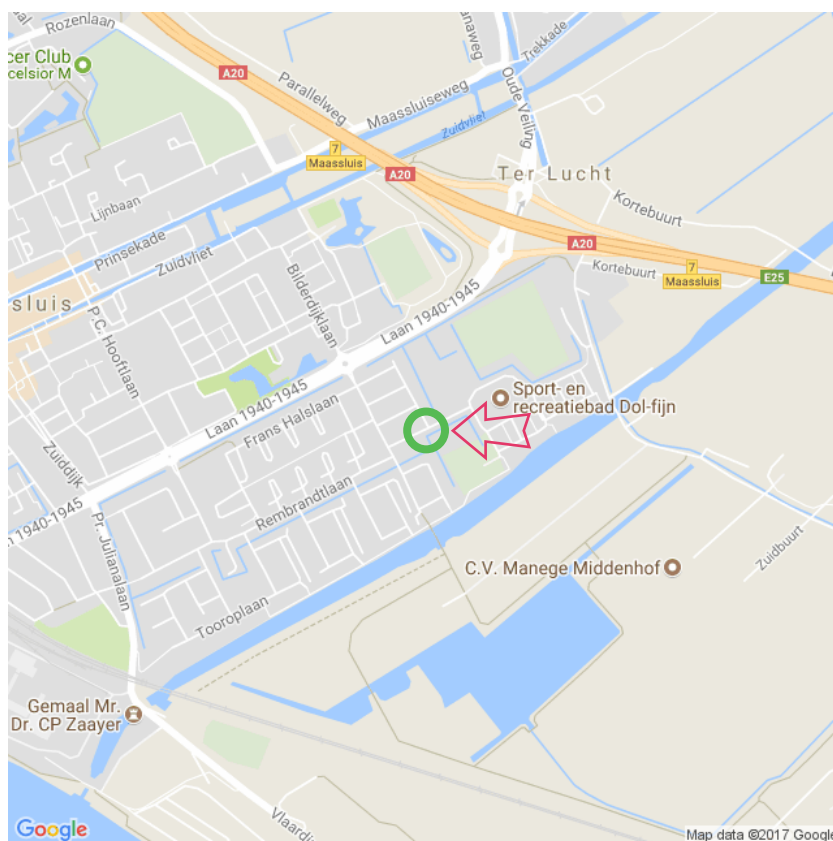 Rozenlaan
cer Club
celsior M
A20
Parallelweg
anaweg
Trekkade
Oude Veiling
Maassluiseweg
Zuidvliet
7
Maassluis
A20
Ter Lucht
Lijnbaan
Kortebuurt
Prinsekade
Zuidvliet
A20
Kortebuurt
7
Maassluis
E25
sluis
Bilderdijklaan
P.C. Hooftlaan
Laan 1940-1945
Laan 1940-1945
Frans Halslaan
Sport- en
recreatiebad Dol-fijn
Zuiddijk
Rembrandtlaan
n 1940-1945
Pr. Julianalaan
C.V. Manege Middenhof
Zuidbuurt
Tooroplaan
Gemaal Mr.
Dr. CP Zaayer
Vlaardi
Google
Map data ©2017 Google